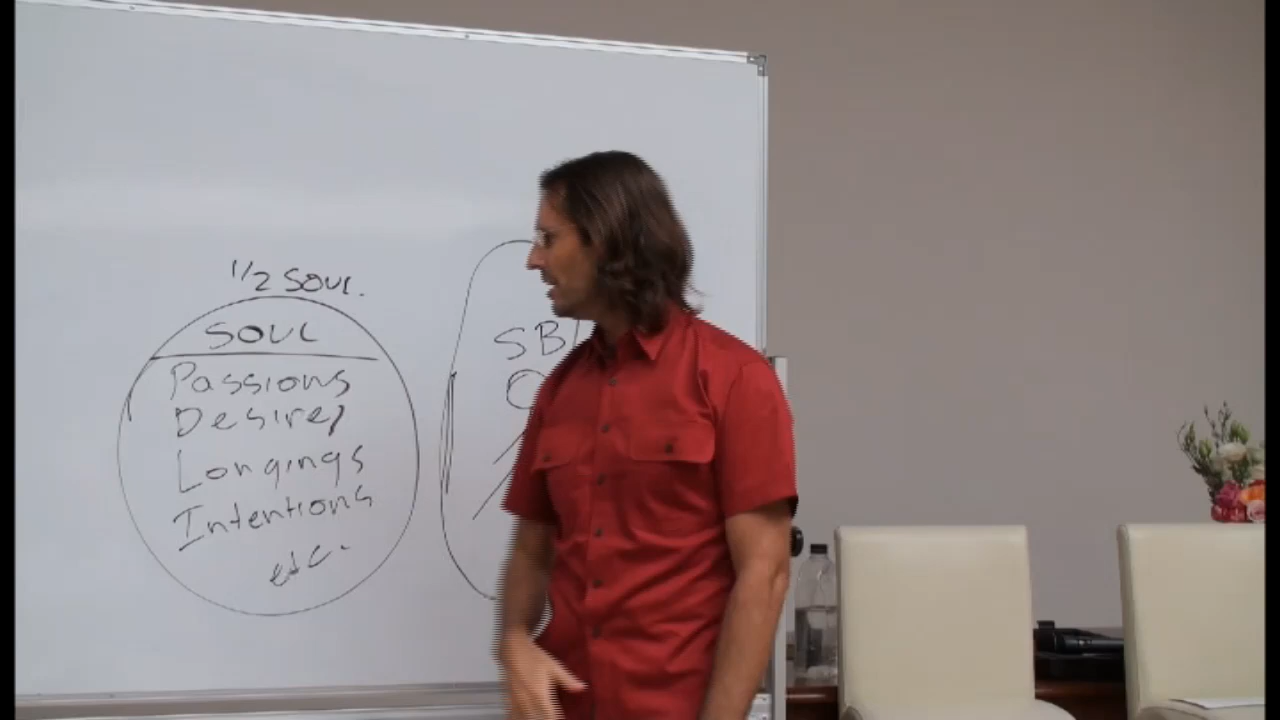 1/2 SOUL.
SOUL
Passions
Desires
Longings
Intentions
etc.
SB